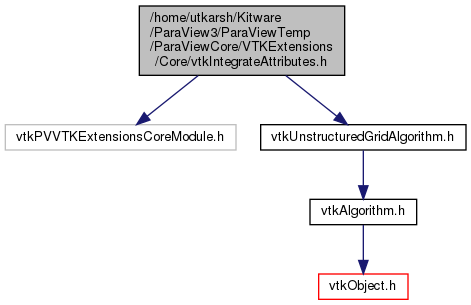 /home/utkarsh/Kitware
/ParaView3/ParaViewTemp
/ParaViewCore/VTKExtensions
/Core/vtkIntegrateAttributes.h
vtkPVVTKExtensionsCoreModule.h
vtkUnstructuredGridAlgorithm.h
vtkAlgorithm.h
vtkObject.h